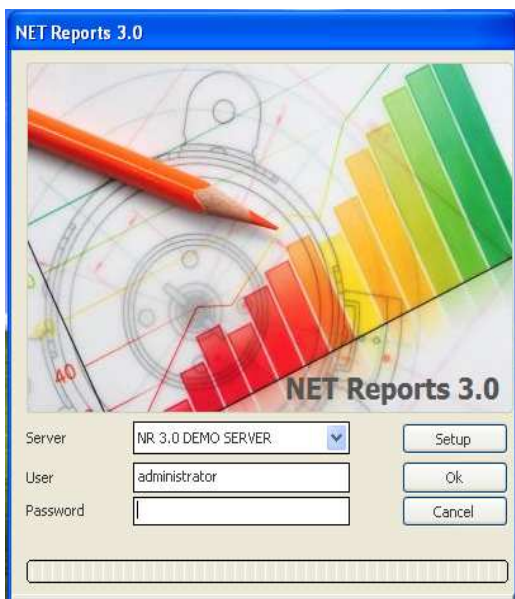 NET Reports 3.0
40
NET Reports 3.0
Server NR 3.0 DEMO SERVER Setup
User administrator Ok
Password Cancel